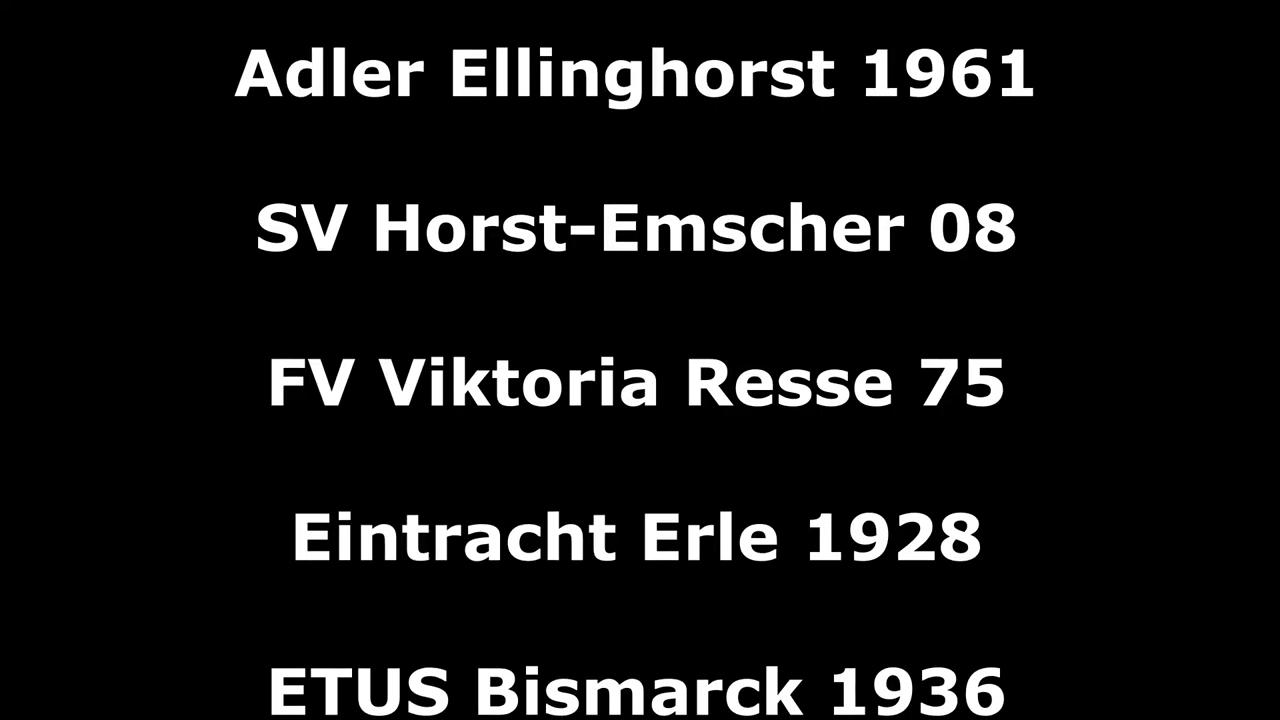 Adler Ellinghorst 1961
SV Horst-Emscher 08
FV Viktoria Resse 75
Eintracht Erle 1928
ETUS Bismarck 1936